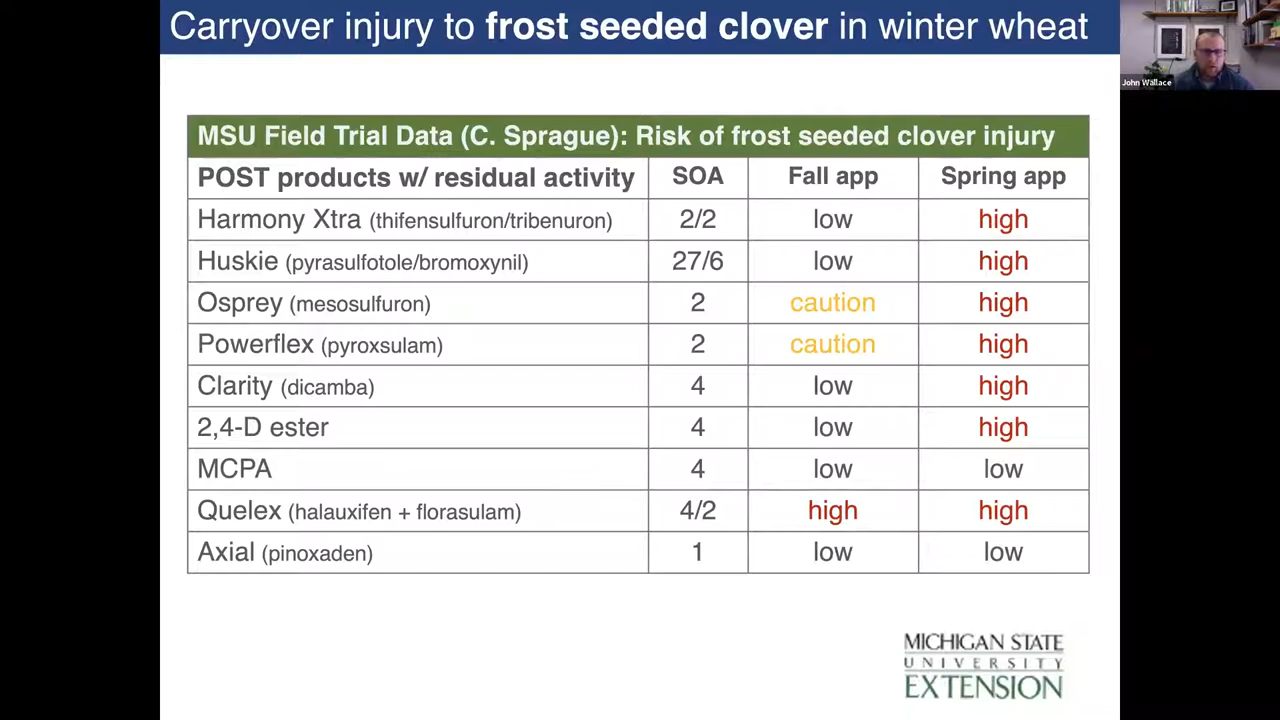 Carryover injury to frost seeded clover in winter wheat
John Wallace
MSU Field Trial Data (C. Sprague): Risk of frost seeded clover injury
POST products w/ residual activity SOA Fall app Spring app
Harmony Xtra (thifensulfuron/tribenuron) 2/2 low high
Huskie (pyrasulfotole/bromoxynil) 27/6 low high
Osprey (mesosulfuron) 2 caution high
Powerflex (pyroxsulam) 2 caution high
Clarity (dicamba) 4 low high
2,4-D ester 4 low high
MCPA 4 low low
Quelex (halauxifen + florasulam) 4/2 high high
Axial (pinoxaden) 1 low low
MICHIGAN STATE
UNIVERSITY
EXTENSION